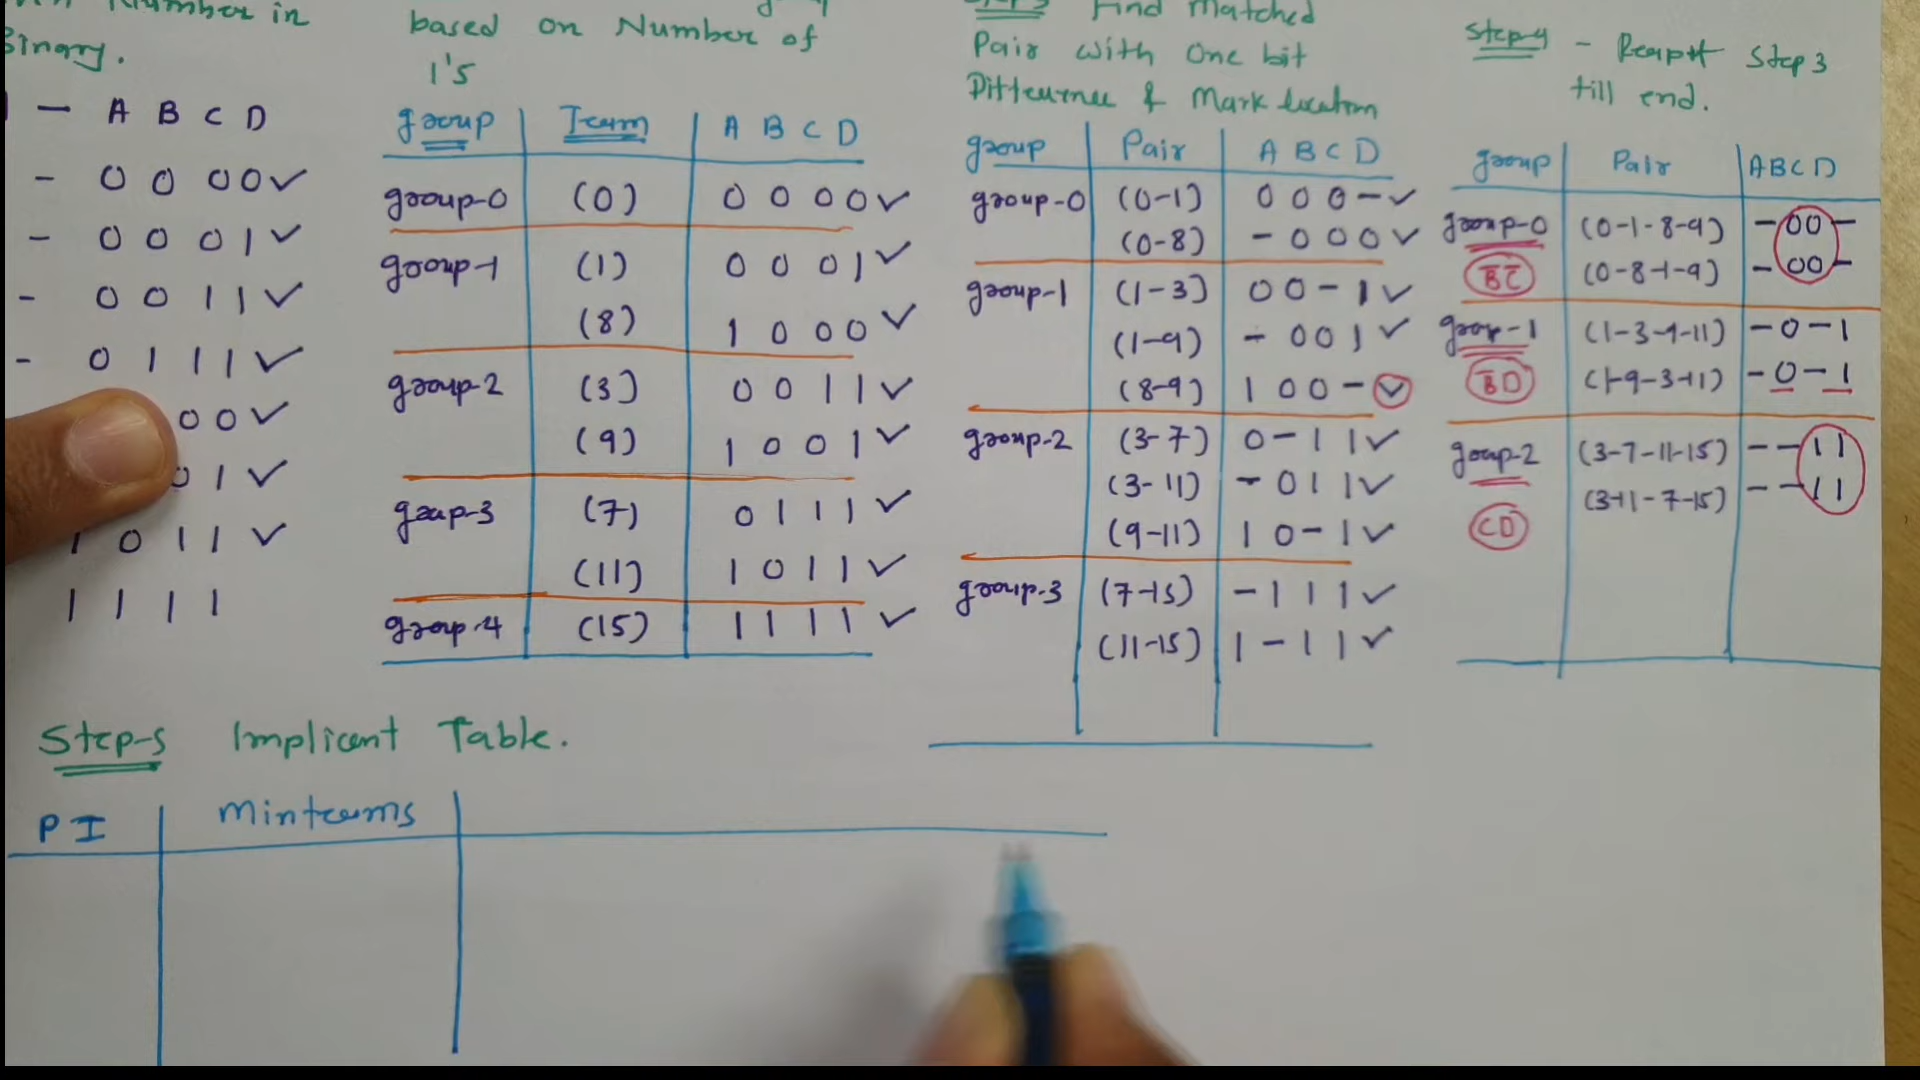 Number in
Binary.
- A B C D
- 0 0 0 0 ✓
- 0 0 0 1 ✓
- 0 0 1 1 ✓
- 0 1 1 1 ✓
0 0 ✓
0 1 ✓
1 0 1 1 ✓
1 1 1 1
based on Number of
1's
group Term A B C D
group-0 (0) 0 0 0 0 ✓
group-1 (1) 0 0 0 1 ✓
(8) 1 0 0 0 ✓
group-2 (3) 0 0 1 1 ✓
(9) 1 0 0 1 ✓
group-3 (7) 0 1 1 1 ✓
(11) 1 0 1 1 ✓
group-4 (15) 1 1 1 1 ✓
Find Matched
Pair with One bit
& Mark location
group Pair A B C D
group-0 (0-1) 0 0 0 - ✓
(0-8) - 0 0 0 ✓
group-1 (1-3) 0 0 - 1 ✓
(1-9) - 0 0 1 ✓
(8-9) 1 0 0 - ✓
group-2 (3-7) 0 - 1 1 ✓
(3-11) - 0 1 1 ✓
(9-11) 1 0 - 1 ✓
group-3 (7-15) - 1 1 1 ✓
(11-15) 1 - 1 1 ✓
Step-4 - Step 3
till end.
group Pair A B C D
group-0 (0-1-8-9) - 0 0 -
B̅C̅ (0-8-1-9) - 0 0 -
group-1 (1-3-9-11) - 0 - 1
B̅D (1-9-3-11) - 0 - 1
group-2 (3-7-11-15) - - 1 1
(3-11-7-15) - - 1 1
CD
Step-5 Implicent Table.
PI Minterms